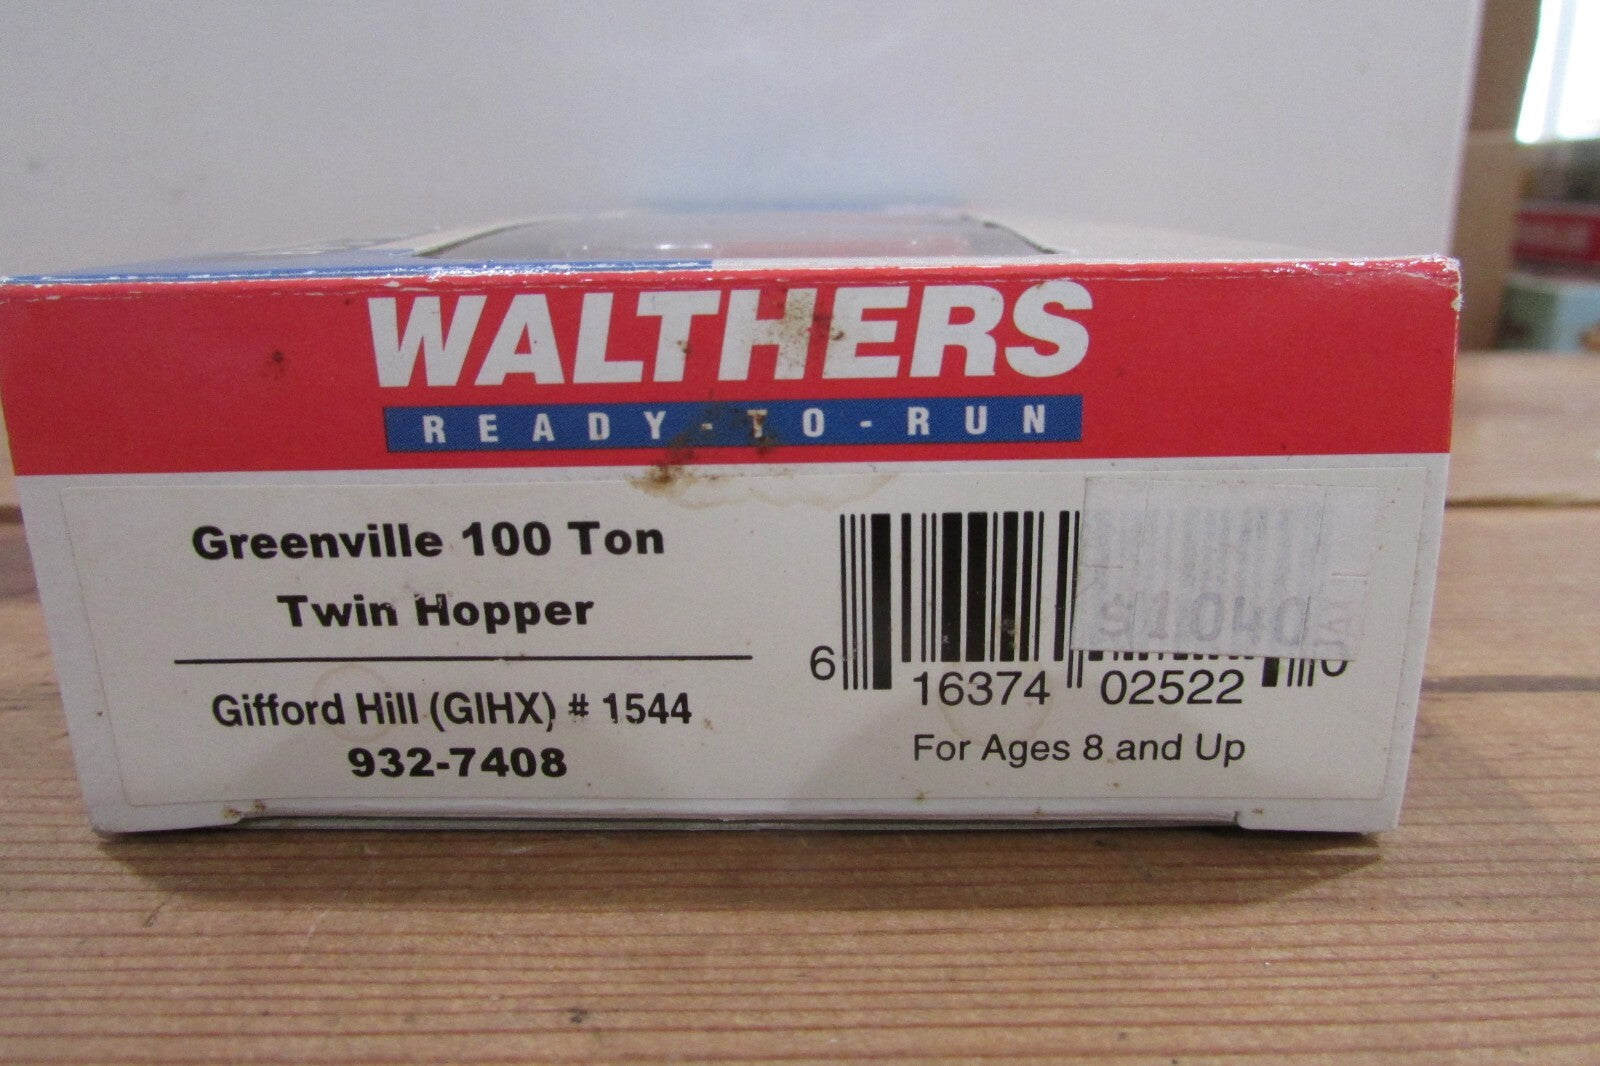 WALTHERS
READY-TO-RUN
Greenville 100 Ton
Twin Hopper
Gifford Hill (GIHX) # 1544
932-7408
6 16374 02522 0
For Ages 8 and Up
$1040